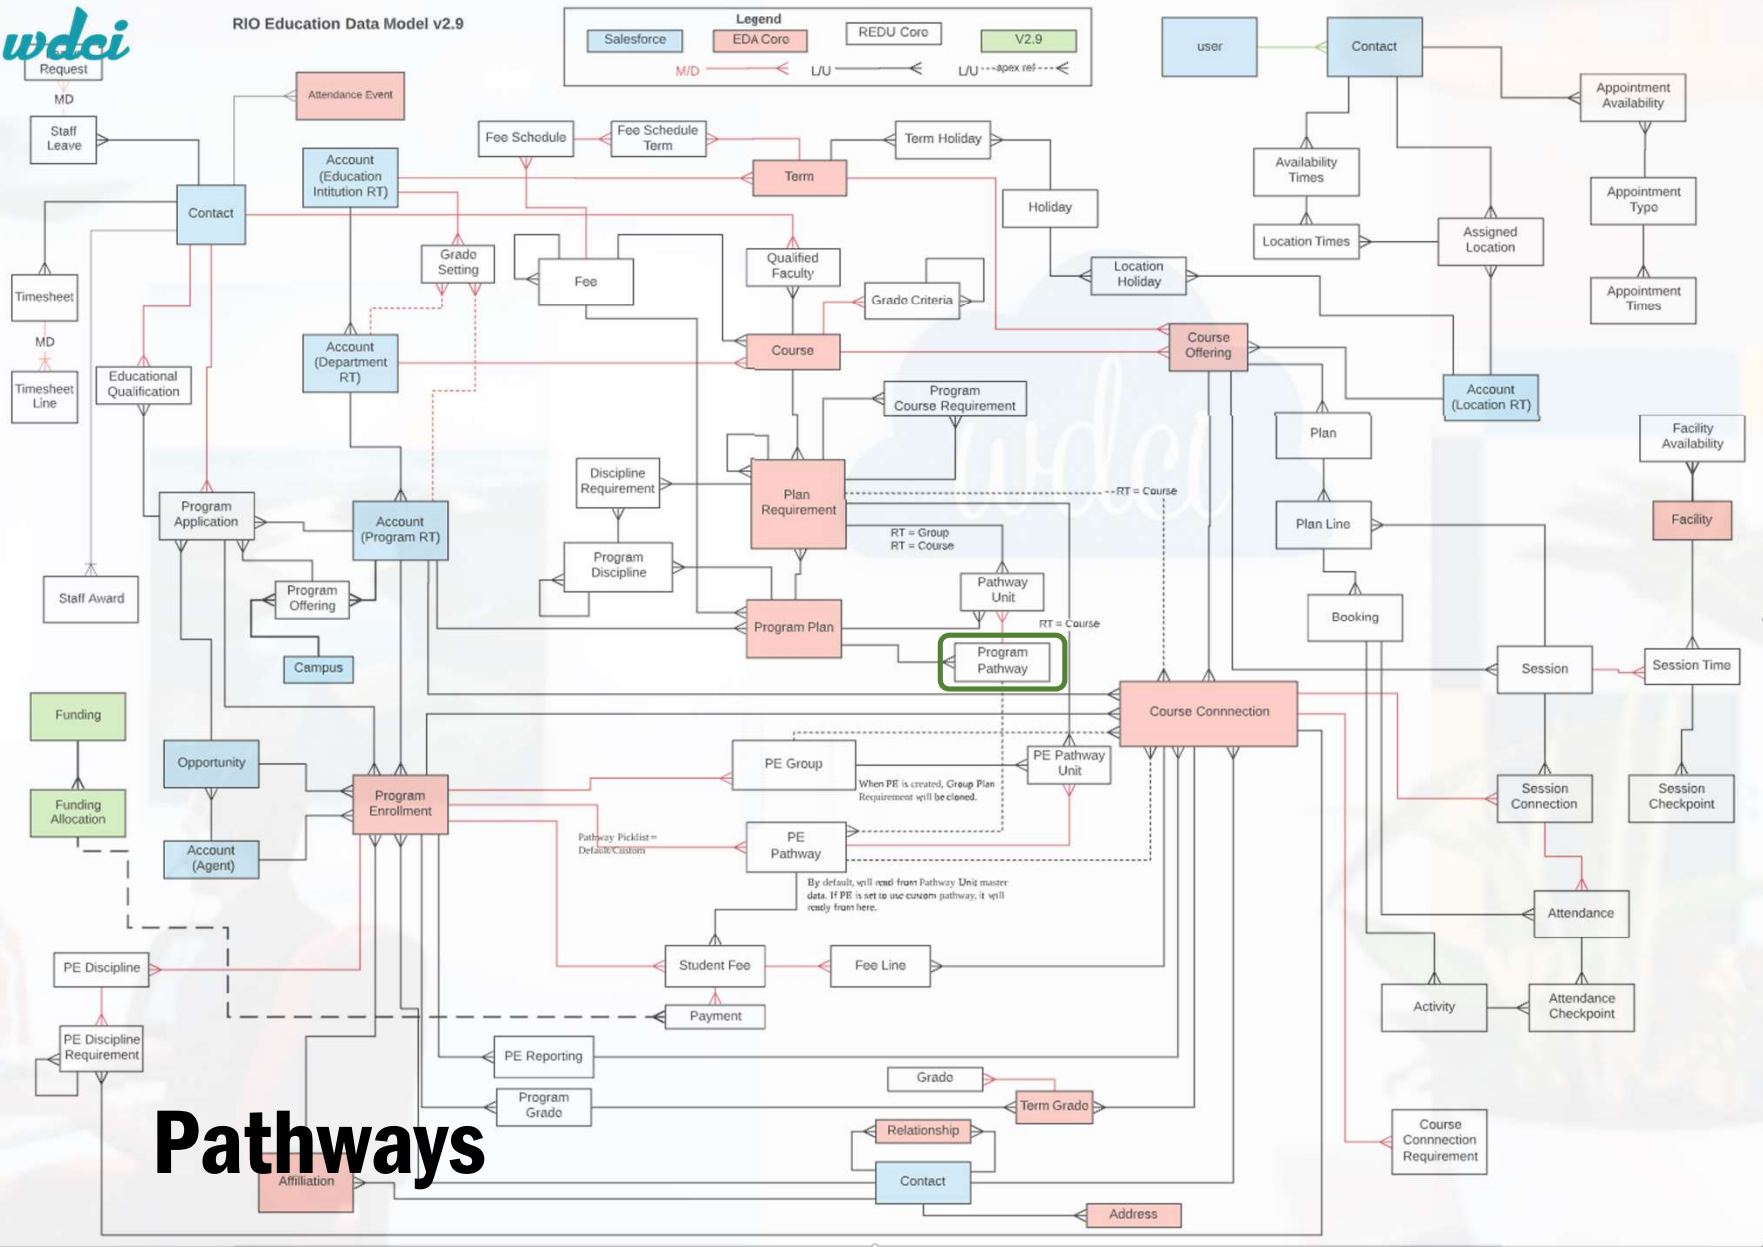 wdci
RIO Education Data Model v2.9
Legend
Salesforce
EDA Core
REDU Core
V2.9
M/D
L/U
L/U
apex ref
Request
MD
Staff
Leave
Attendance Event
Account
(Education
Intitution RT)
Fee Schedule
Fee Schedule
Term
Term Holiday
Term
Holiday
user
Contact
Appointment
Availability
Availability
Times
Appointment
Type
Location Times
Assigned
Location
Appointment
Times
Contact
Timesheet
MD
Timesheet
Line
Grade
Setting
Fee
Qualified
Faculty
Grade Criteria
Location
Holiday
Educational
Qualification
Account
(Department
RT)
Course
Course
Offering
Account
(Location RT)
Program
Course Requirement
Plan
Facility
Availability
wdci
Discipline
Requirement
Plan
Requirement
RT = Course
Program
Application
Account
(Program RT)
Plan Line
Facility
RT = Group
RT = Course
Program
Discipline
Pathway
Unit
Staff Award
Program
Offering
Booking
Program Plan
RT = Course
Program
Pathway
Campus
Session
Session Time
Funding
Course Connnection
Opportunity
PE Group
PE Pathway
Unit
When PE is created, Group Plan
Requirement will be cloned.
Funding
Allocation
Program
Enrollment
Session
Connection
Session
Checkpoint
Pathway Picklist=
Default/Custom
PE
Pathway
Account
(Agent)
By default, will read from Pathway Unit master
data. If PE is set to use custom pathway, it will
ready from here.
Attendance
PE Discipline
Student Fee
Fee Line
Payment
Activity
Attendance
Checkpoint
PE Discipline
Requirement
PE Reporting
Grade
Program
Grade
Term Grade
Pathways
Relationship
Course
Connnection
Requirement
Affilliation
Contact
Address